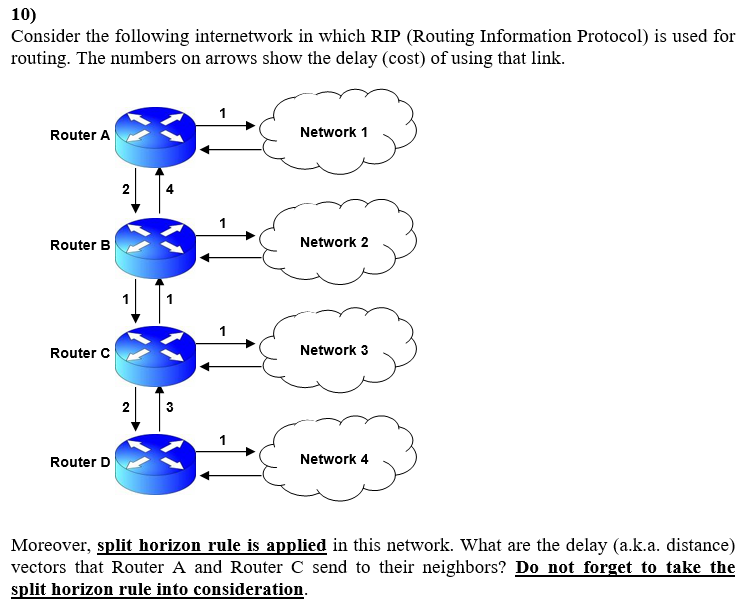 10)
Consider the following internetwork in which RIP (Routing Information Protocol) is used for
routing. The numbers on arrows show the delay (cost) of using that link.
1
Router A
Network 1
2
4
1
Router B
Network 2
1
1
1
Router C
Network 3
2
3
1
Router D
Network 4
Moreover, split horizon rule is applied in this network. What are the delay (a.k.a. distance)
vectors that Router A and Router C send to their neighbors? Do not forget to take the
split horizon rule into consideration.